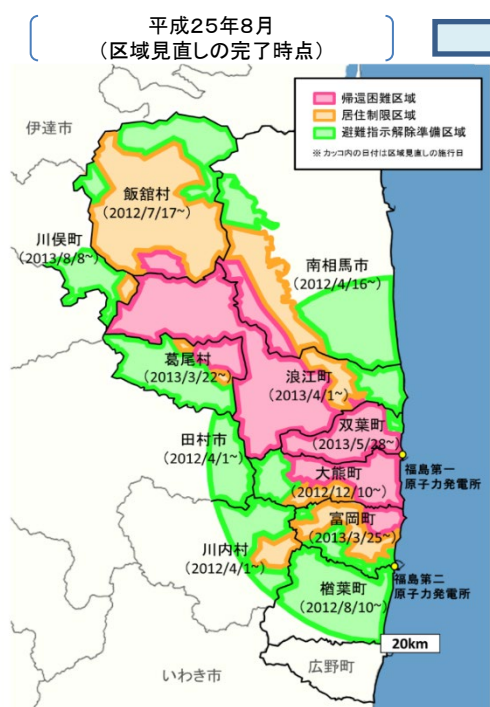 平成25年8月
(区域見直しの完了時点)
帰還困難区域
居住制限区域
避難指示解除準備区域
※ カッコ内の日付は区域見直しの施行日
伊達市
飯舘村
(2012/7/17~)
川俣町
(2013/8/8~)
南相馬市
(2012/4/16~)
葛尾村
(2013/3/22~)
浪江町
(2013/4/1~)
双葉町
(2013/5/28~)
田村市
(2012/4/1~)
福島第一
原子力発電所
大熊町
(2012/12/10~)
富岡町
(2013/3/25~)
川内村
(2012/4/1~)
福島第二
原子力発電所
楢葉町
(2012/8/10~)
20km
いわき市
広野町